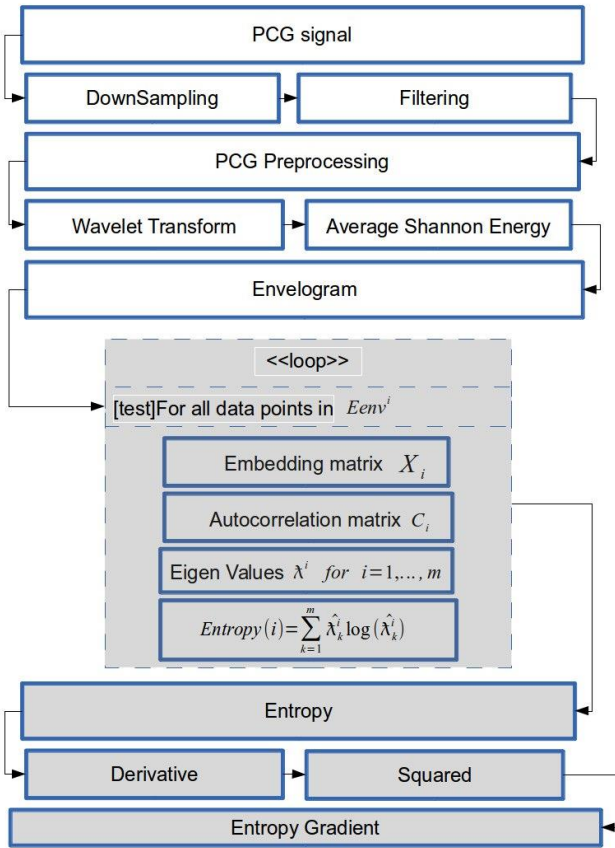 PCG signal
DownSampling
Filtering
PCG Preprocessing
Wavelet Transform
Average Shannon Energy
Envelogram
<<loop>>
[test]For all data points in Eenv^i
Embedding matrix X_i
Autocorrelation matrix C_i
Eigen Values ƛ^i for i=1,...,m
Entropy(i)=∑_{k=1}^{m} \hat{ƛ}_k^i log(\hat{ƛ}_k^i)
Entropy
Derivative
Squared
Entropy Gradient